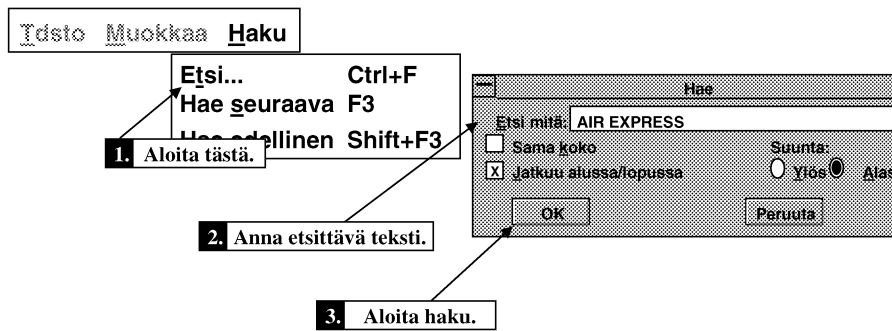 Tdsto Muokkaa Haku
Etsi... Ctrl+F
Hae seuraava F3
Hae edellinen Shift+F3
1. Aloita tästä.
Hae
Etsi mitä: AIR EXPRESS
Sama koko Suunta:
X Jatkuu alussa/lopussa Ylös Alas
OK Peruuta
2. Anna etsittävä teksti.
3. Aloita haku.